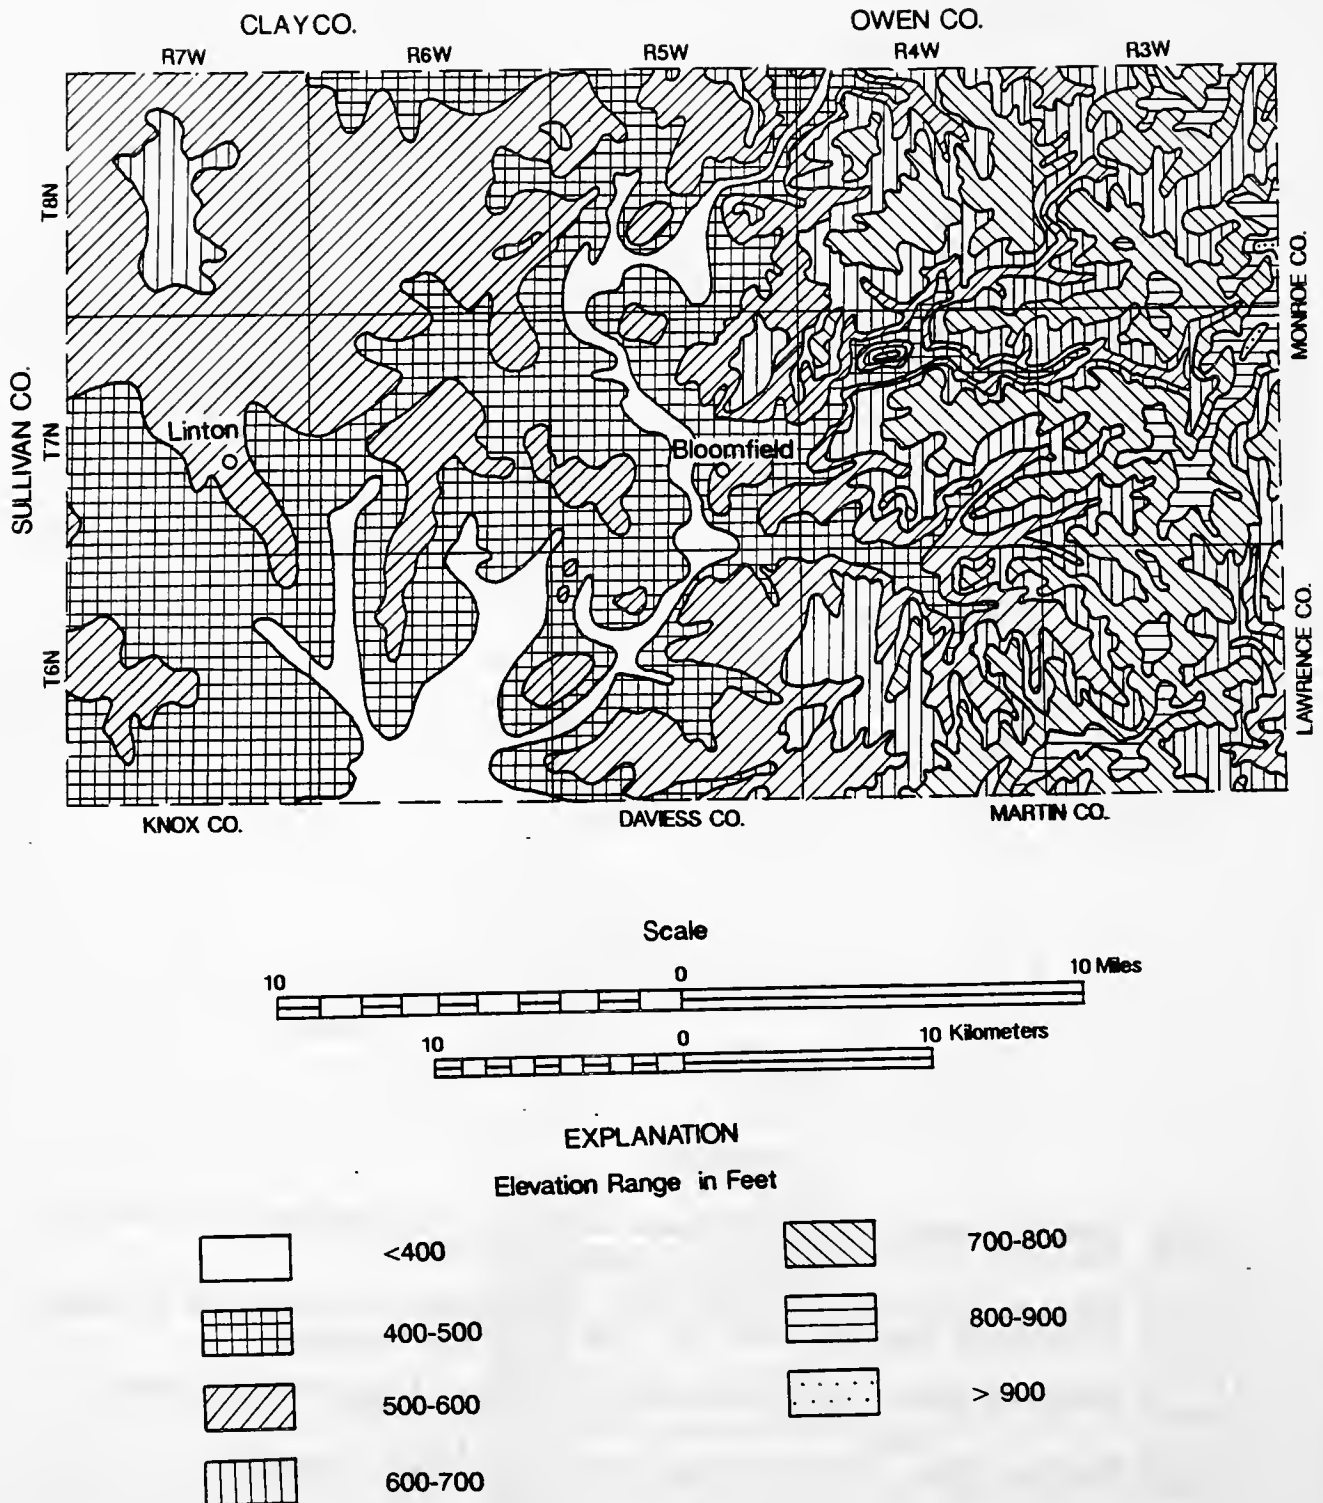 CLAY CO.
OWEN CO.
R7W
R6W
R5W
R4W
R3W
T8N
T7N
T6N
SULLIVAN CO.
MONROE CO.
LAWRENCE CO.
Linton
Bloomfield
KNOX CO.
DAVIESS CO.
MARTIN CO.
Scale
10 0 10 Miles
10 0 10 Kilometers
EXPLANATION
Elevation Range in Feet
<400
400-500
500-600
600-700
700-800
800-900
> 900